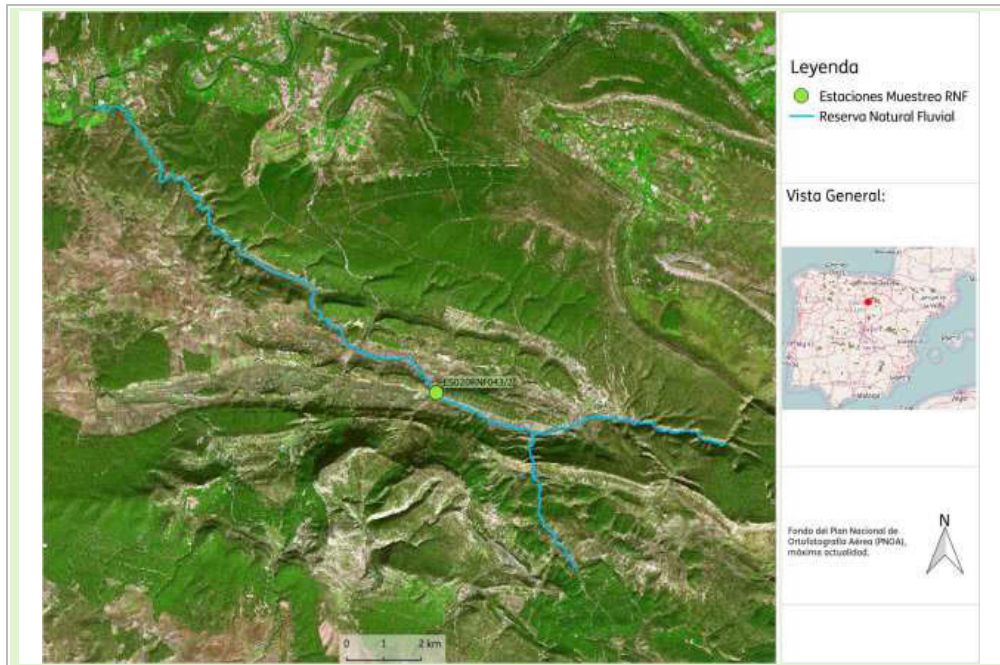 Leyenda
Estaciones Muestreo RNF
Reserva Natural Fluvial
Vista General:
Fondo del Plan Nacional de
Ortofotografía Aérea (PNOA),
máxima actualidad.
N
0 1 2 km